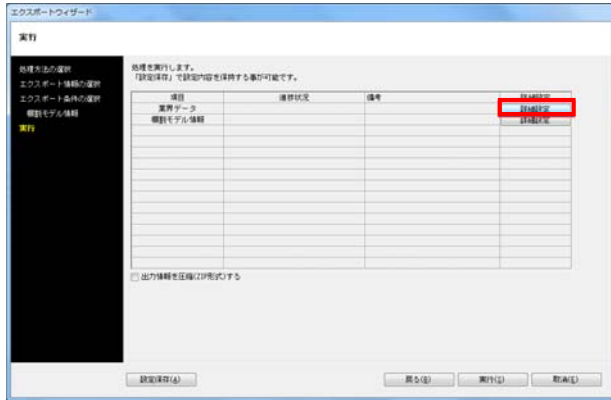 エクスポートウィザード
実行
処理方法の選択
エクスポート情報の選択
エクスポート条件の選択
棚割モデル情報
実行
処理を実行します。
「設定保存」で設定内容を保持する事が可能です。
項目 進捗状況 備考 詳細設定
業界データ 詳細設定
棚割モデル情報 詳細設定
出力情報を圧縮(ZIP形式)する
設定保存(A) 戻る(B) 実行(I) 取消(E)